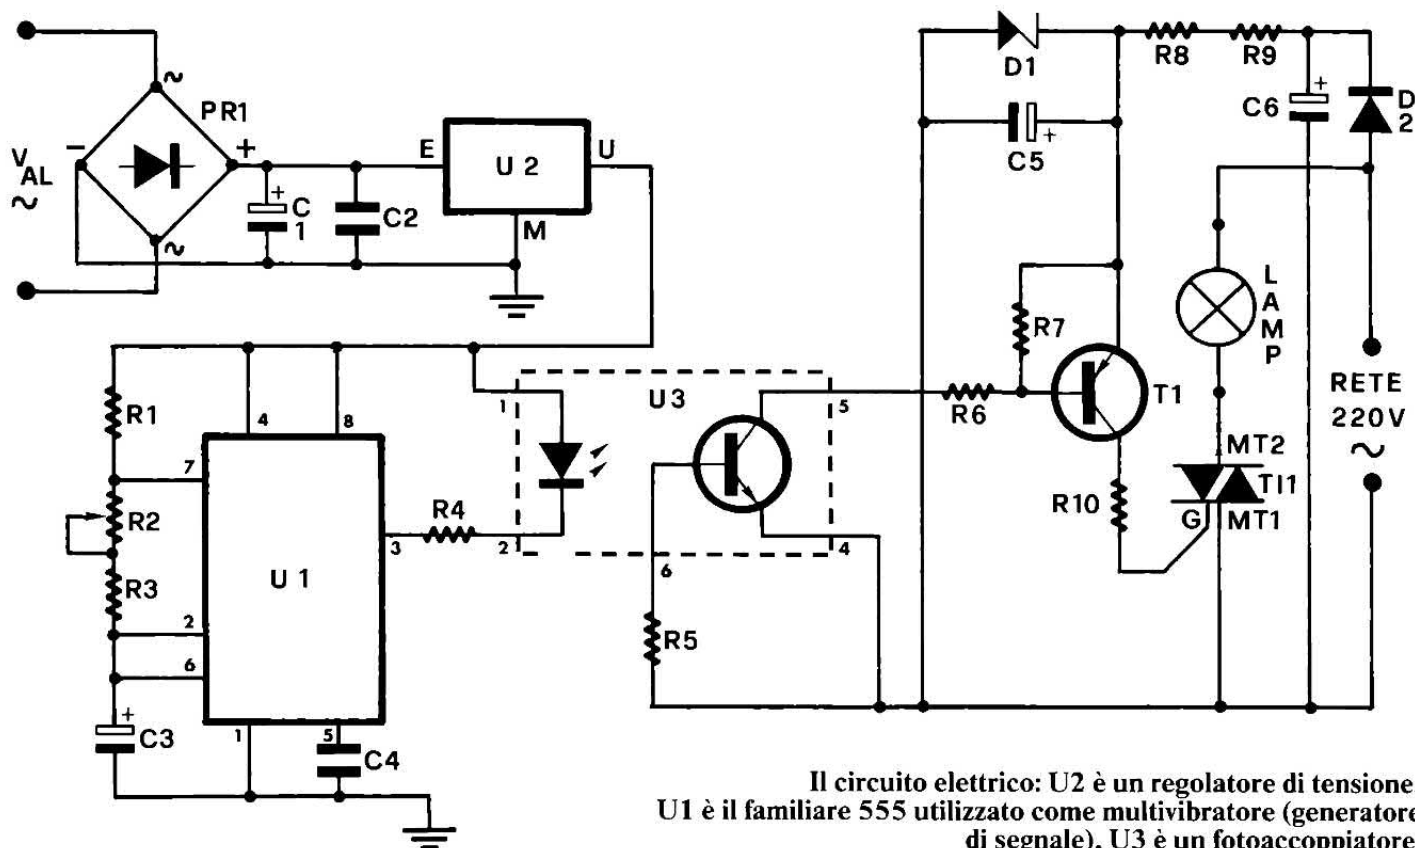 PR1
V
AL
~
~
~
-
+
+
C
1
C2
E
U2
U
M
R1
R2
R3
+
C3
4
8
7
2
6
1
5
3
U 1
C4
R4
1
2
U3
5
4
6
R5
D1
C5
+
R8
R9
C6
+
D
2
R7
R6
T1
R10
LAMP
MT2
TI1
G
MT1
RETE
220V
~
Il circuito elettrico: U2 è un regolatore di tensione
U1 è il familiare 555 utilizzato come multivibratore (generatore
di segnale). U3 è un fotoaccoppiatore